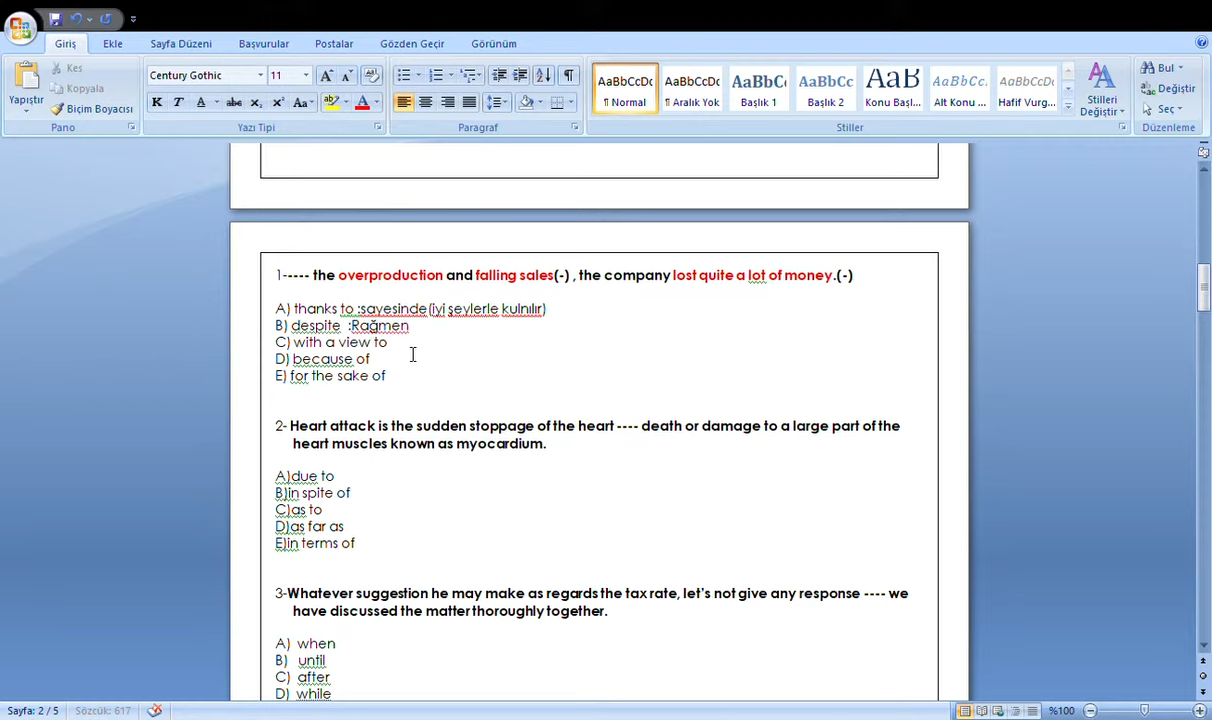 Giriş Ekle Sayfa Düzeni Başvurular Postalar Gözden Geçir Görünüm
Yapıştır
Kes
Kopyala
Biçim Boyacısı
Pano
Century Gothic 11
Yazı Tipi
Paragraf
AaBbCcDc AaBbCcDc AaBbCc AaBbCc AaB AaBbCc. AaBbCcDc
¶ Normal ¶ Aralık Yok Başlık 1 Başlık 2 Konu Başl... Alt Konu ... Hafif Vurg...
Stiller
Stilleri
Değiştir
Bul
Değiştir
Seç
Düzenleme
1----- the overproduction and falling sales(-) , the company lost quite a lot of money.(-)
A) thanks to :sayesinde(iyi şeylerle kulnılır)
B) despite :Rağmen
C) with a view to
D) because of
E) for the sake of
2- Heart attack is the sudden stoppage of the heart ---- death or damage to a large part of the
heart muscles known as myocardium.
A)due to
B)in spite of
C)as to
D)as far as
E)in terms of
3-Whatever suggestion he may make as regards the tax rate, let's not give any response ---- we
have discussed the matter thoroughly together.
A) when
B) until
C) after
D) while
Sayfa: 2 / 5 Sözcük: 617 %100